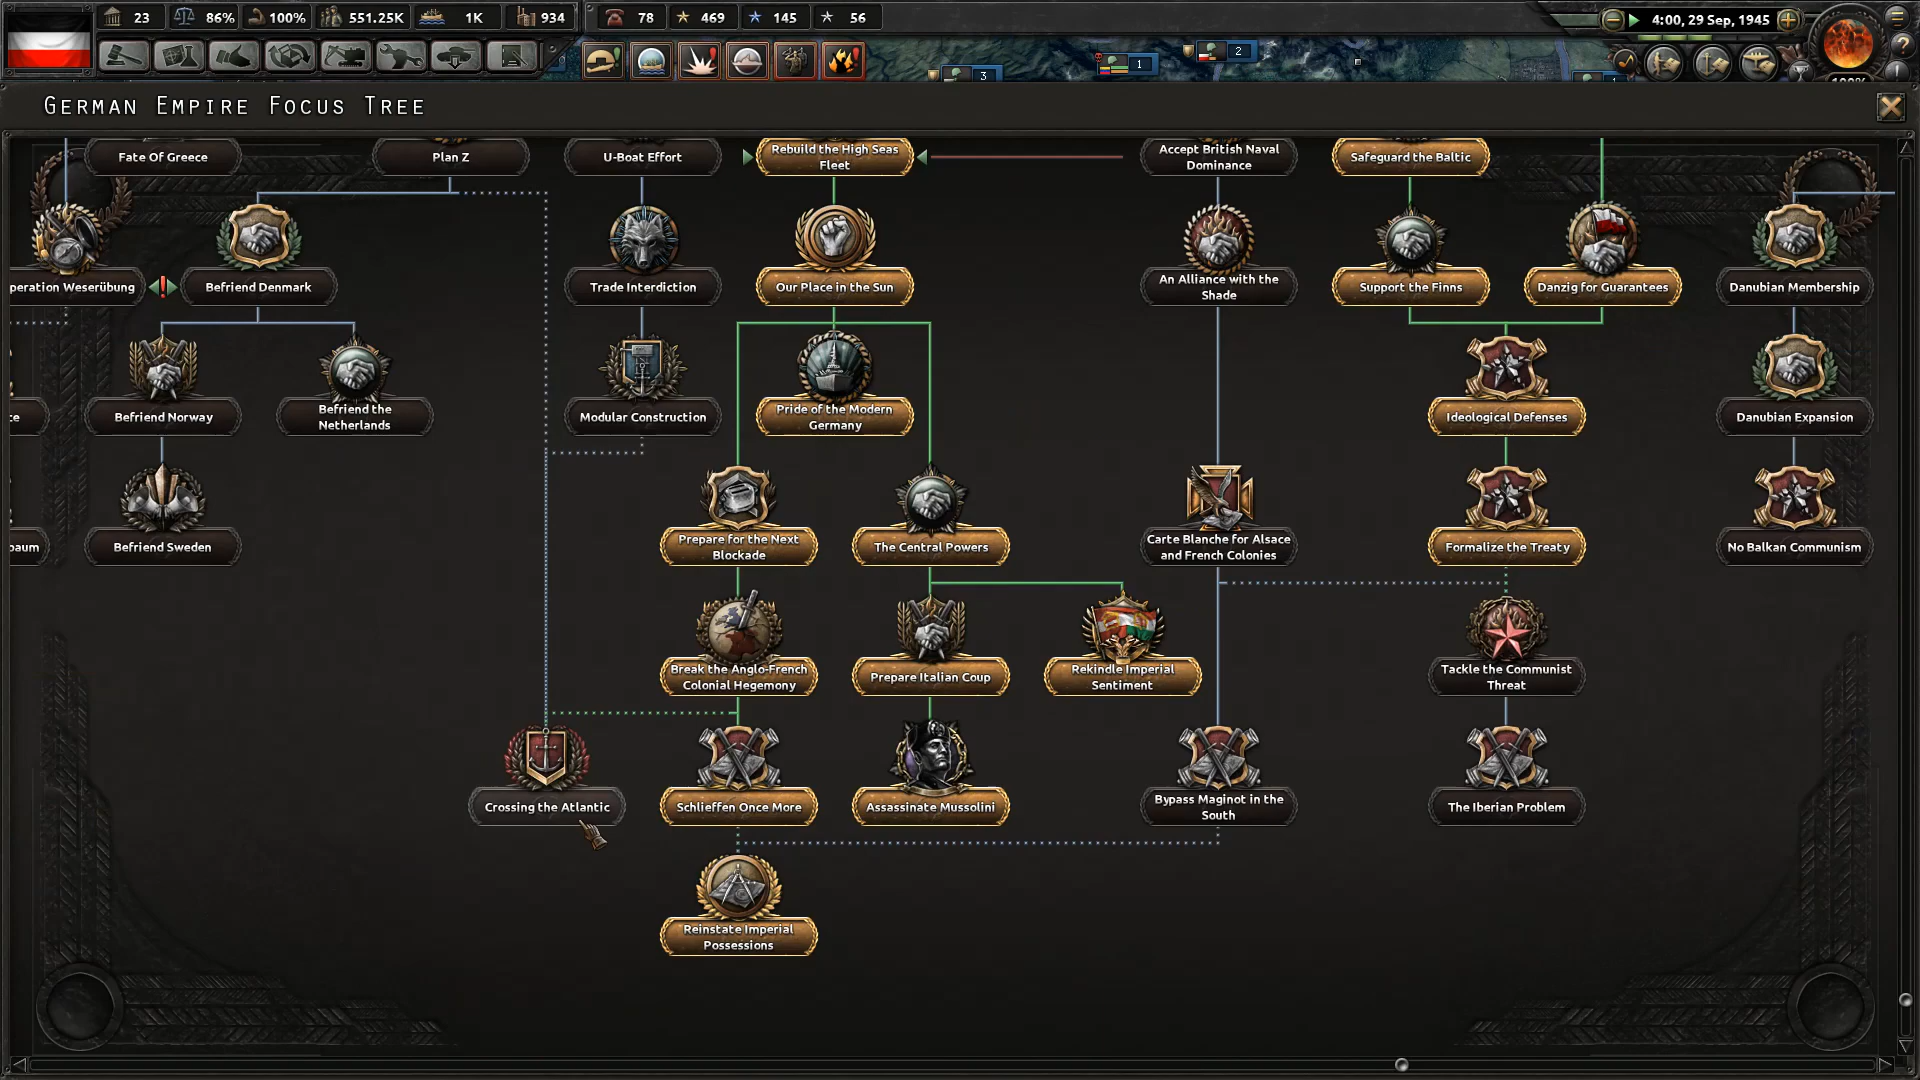 23
86%
100%
551.25K
1K
934
78
469
145
56
4:00, 29 Sep, 1945
3
1
2
100%
GERMAN EMPIRE FOCUS TREE
Fate Of Greece
Plan Z
U-Boat Effort
Rebuild the High Seas
Fleet
Accept British Naval
Dominance
Safeguard the Baltic
peration Weserübung
Befriend Denmark
Trade Interdiction
Our Place in the Sun
An Alliance with the
Shade
Support the Finns
Danzig for Guarantees
Danubian Membership
ce
Befriend Norway
Befriend the
Netherlands
Modular Construction
Pride of the Modern
Germany
Ideological Defenses
Danubian Expansion
baum
Befriend Sweden
Prepare for the Next
Blockade
The Central Powers
Carte Blanche for Alsace
and French Colonies
Formalize the Treaty
No Balkan Communism
Break the Anglo-French
Colonial Hegemony
Prepare Italian Coup
Rekindle Imperial
Sentiment
Tackle the Communist
Threat
Crossing the Atlantic
Schlieffen Once More
Assassinate Mussolini
Bypass Maginot in the
South
The Iberian Problem
Reinstate Imperial
Possessions